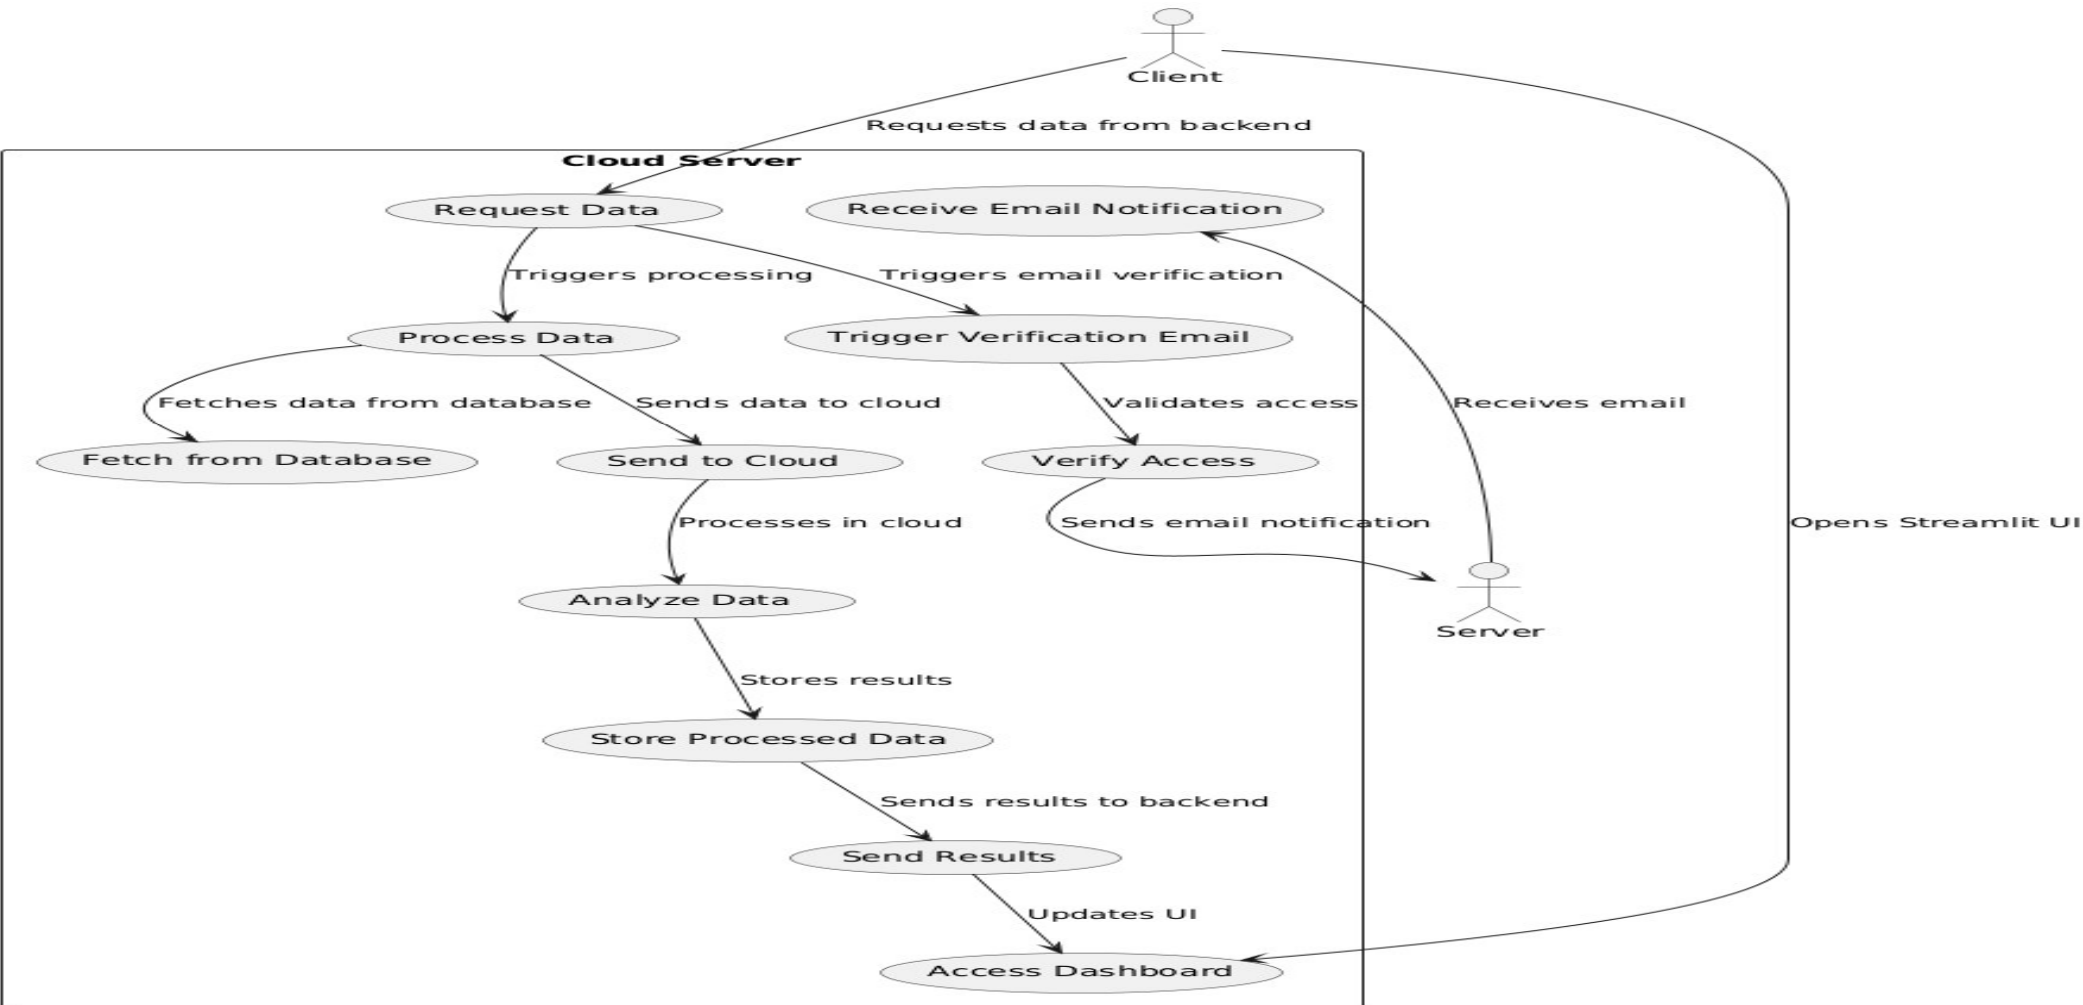 Client
Requests data from backend
Cloud Server
Request Data
Receive Email Notification
Triggers processing
Triggers email verification
Process Data
Trigger Verification Email
Fetches data from database
Sends data to cloud
Validates access
Receives email
Fetch from Database
Send to Cloud
Verify Access
Processes in cloud
Sends email notification
Opens Streamlit UI
Analyze Data
Server
Stores results
Store Processed Data
Sends results to backend
Send Results
Updates UI
Access Dashboard